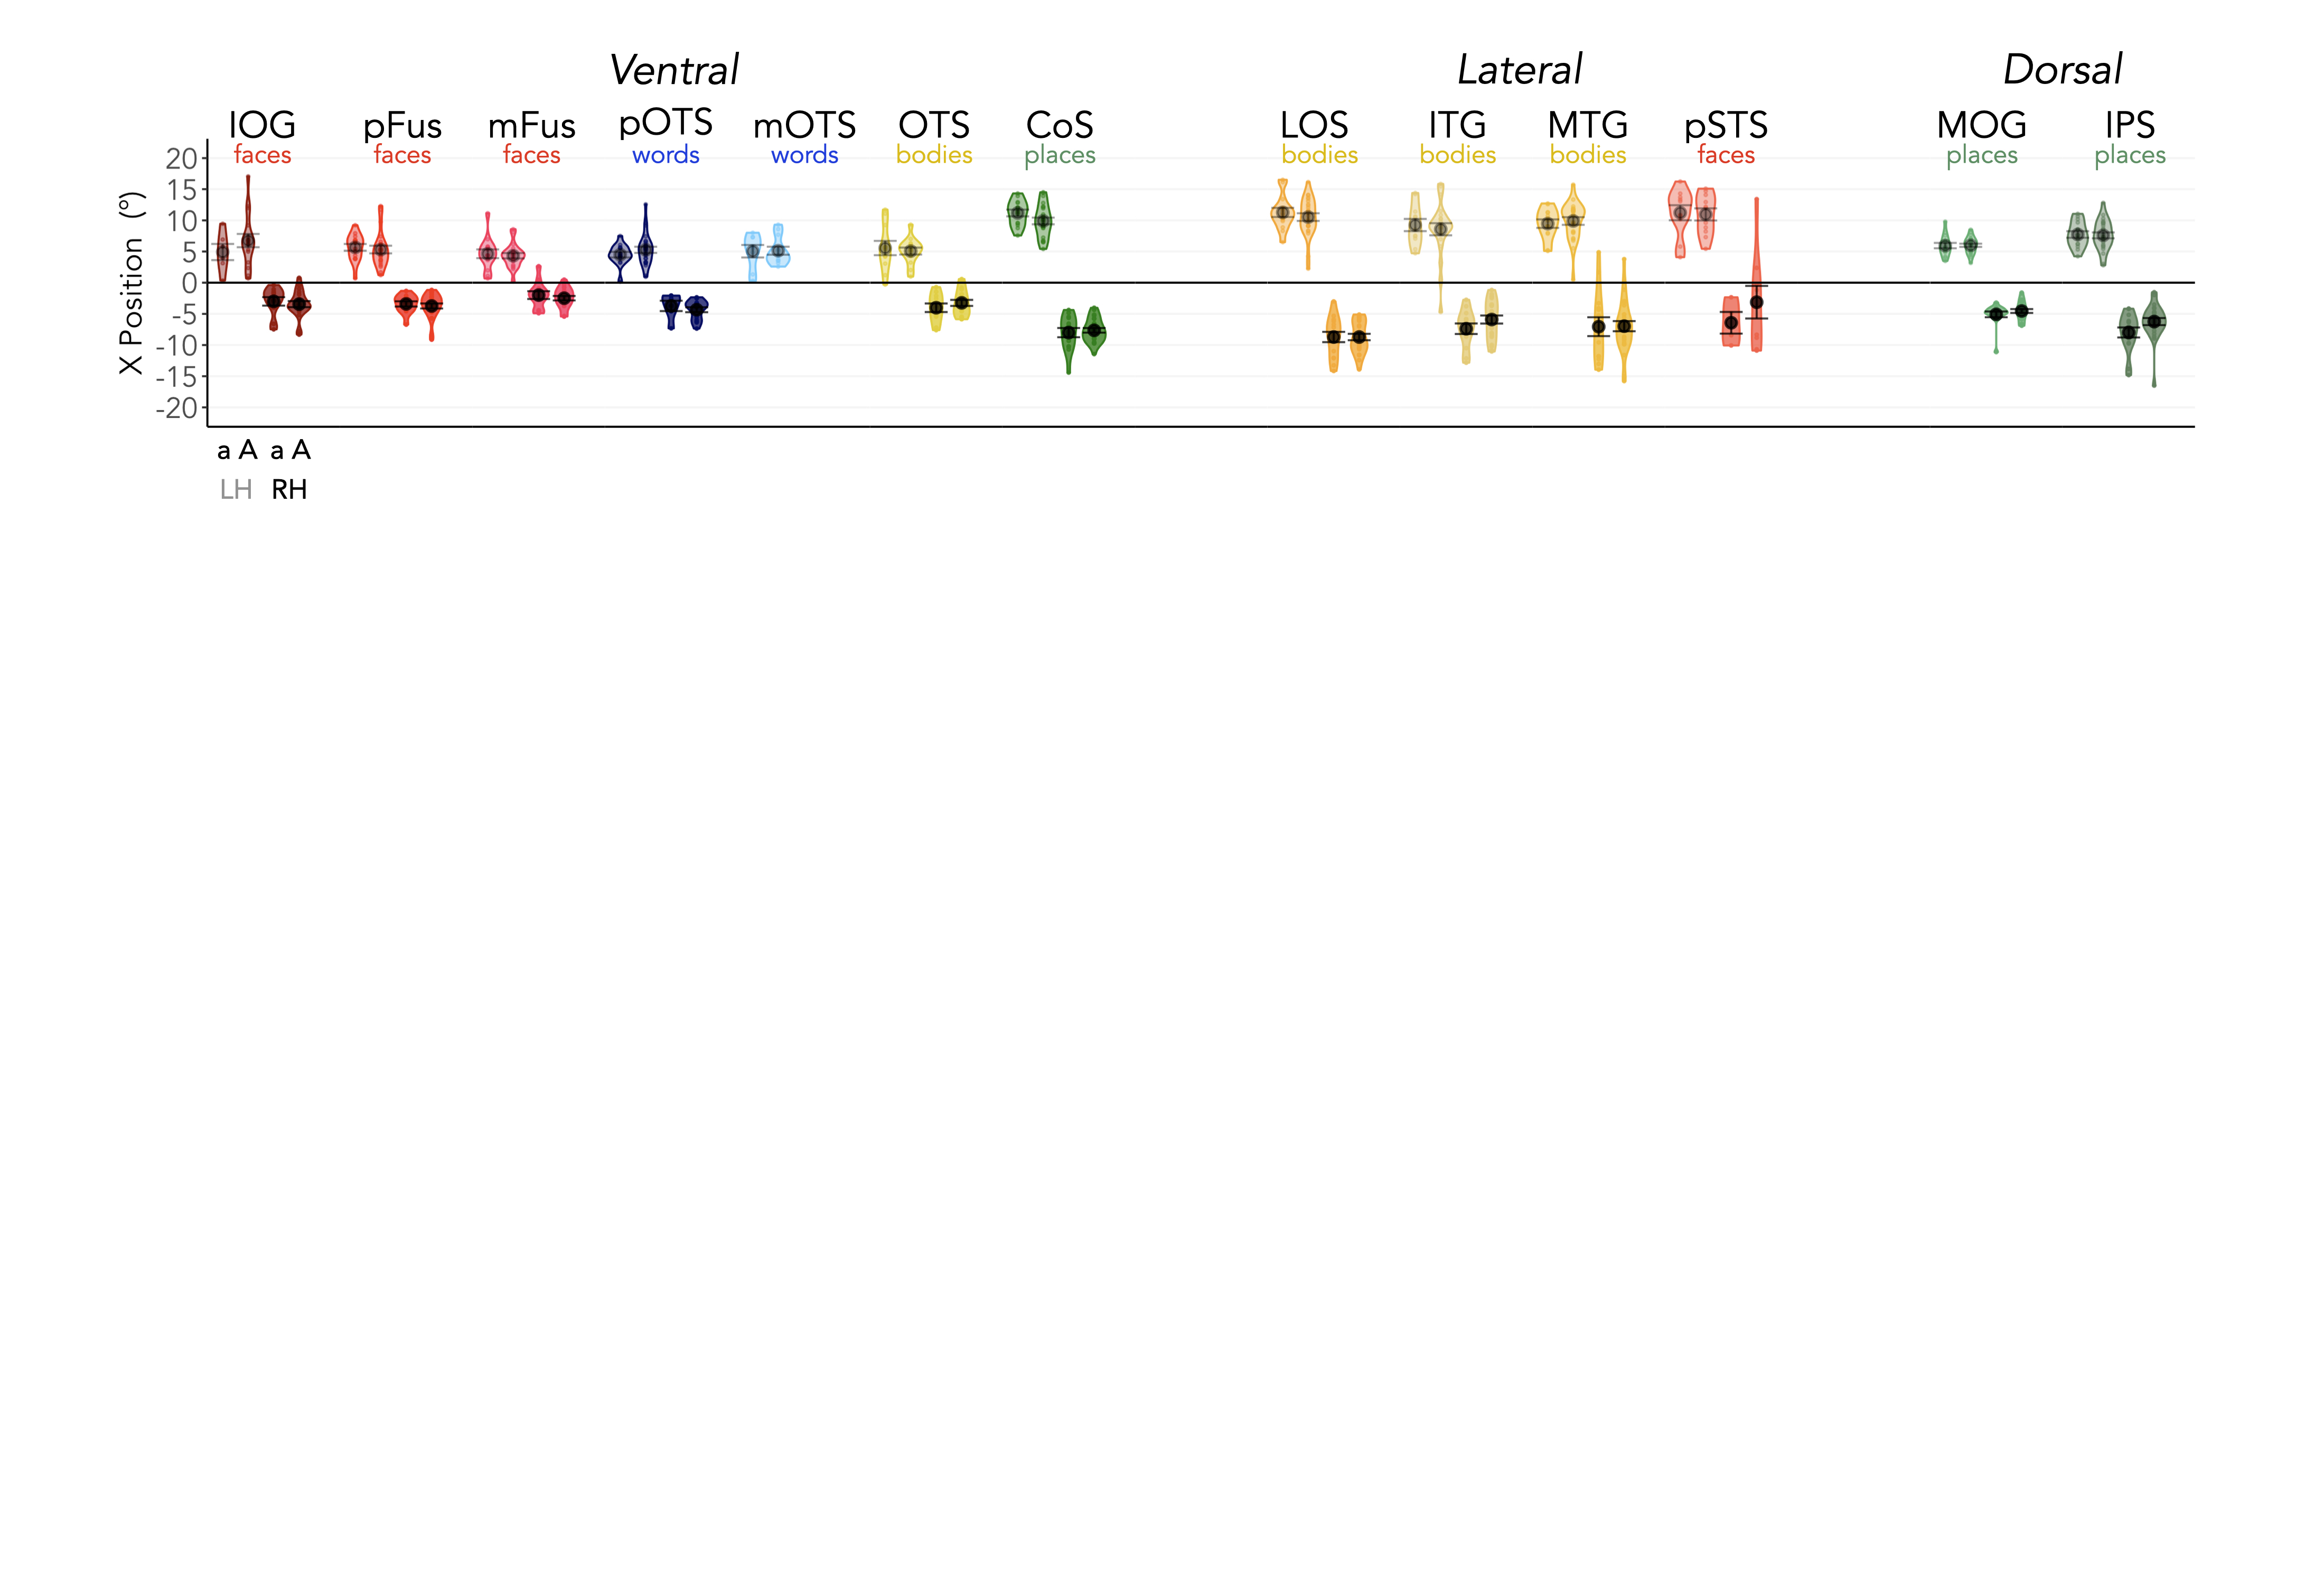 Ventral Lateral Dorsal
IOG pFus mFus pOTS mOTS OTS CoS LOS ITG MTG pSTS MOG IPS
faces faces faces words words bodies places bodies bodies bodies faces places places
X Position (°)
20
15
10
5
0
-5
-10
-15
-20
a A a A
LH RH